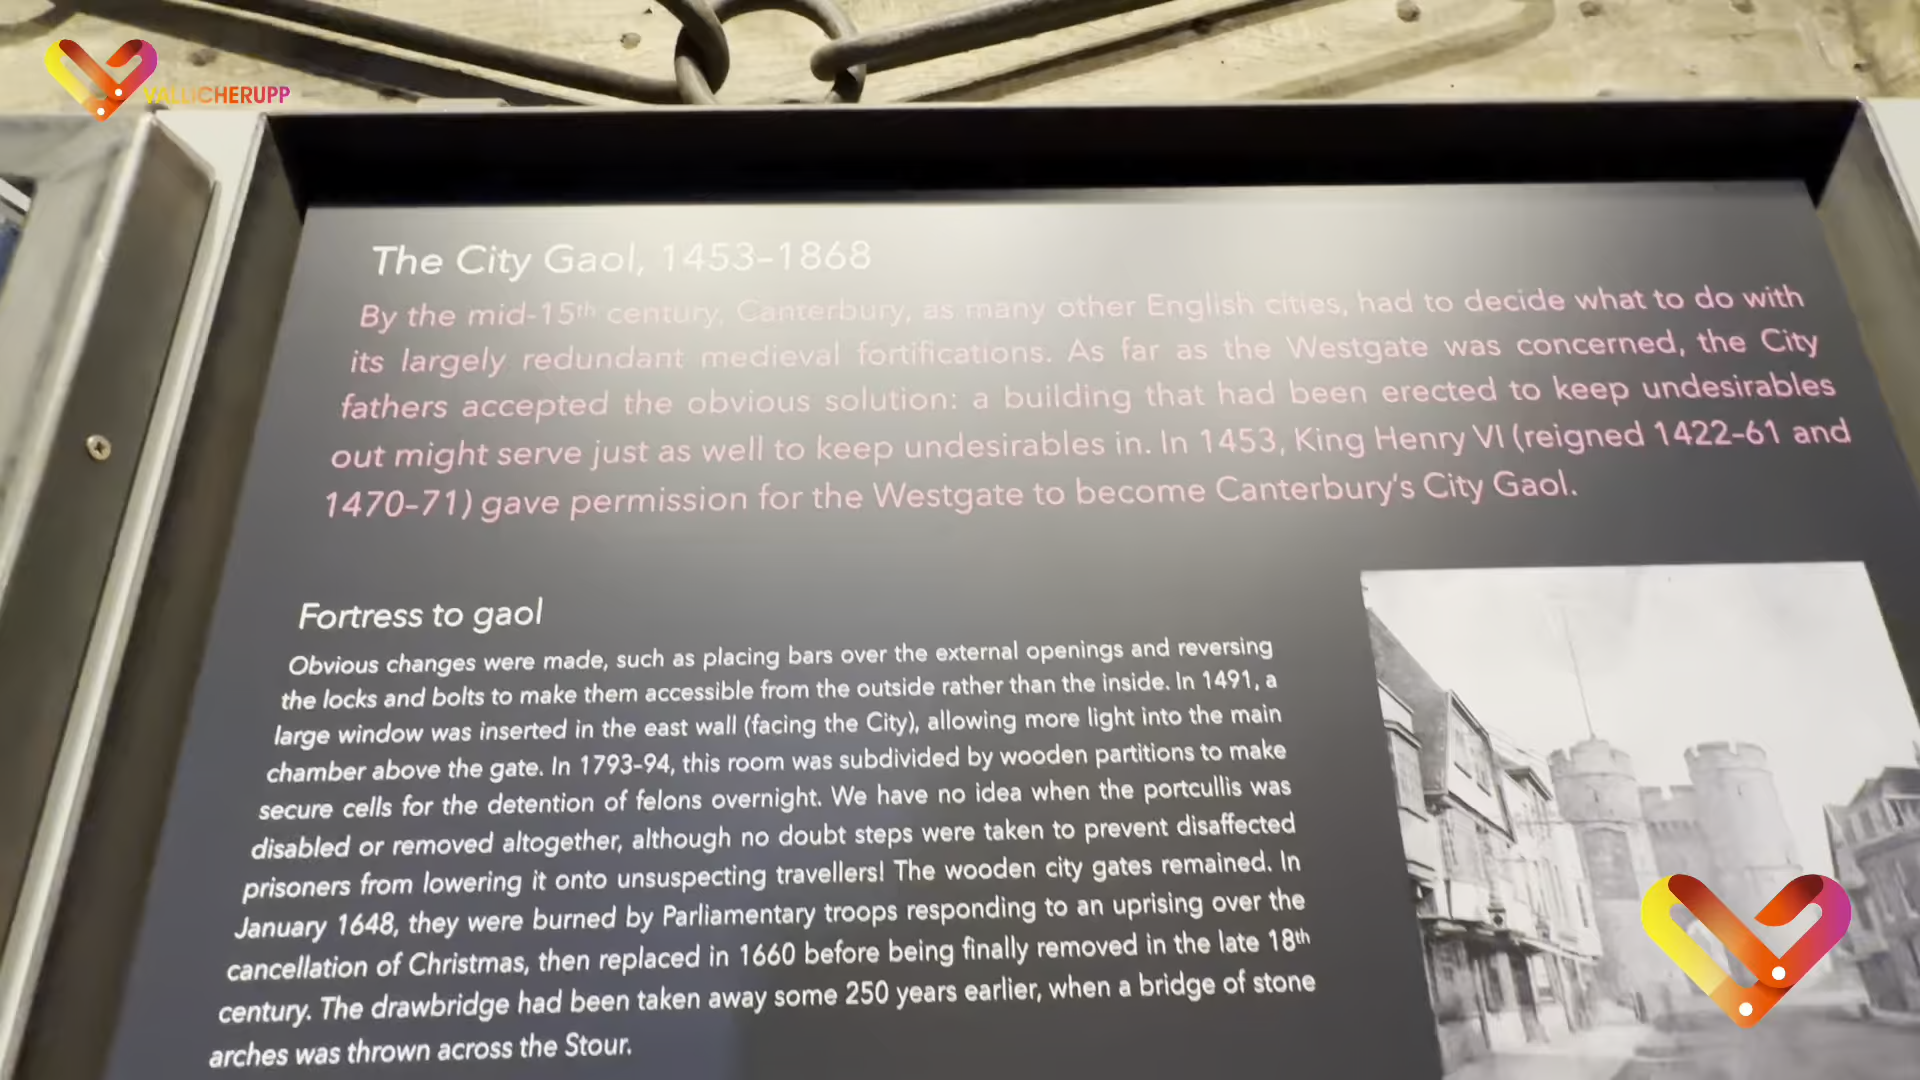 VALLICHERUPP
The City Gaol, 1453–1868
By the mid-15th century, Canterbury, as many other English cities, had to decide what to do with
its largely redundant medieval fortifications. As far as the Westgate was concerned, the City
fathers accepted the obvious solution: a building that had been erected to keep undesirables
out might serve just as well to keep undesirables in. In 1453, King Henry VI (reigned 1422–61 and
1470–71) gave permission for the Westgate to become Canterbury's City Gaol.
Fortress to gaol
Obvious changes were made, such as placing bars over the external openings and reversing
the locks and bolts to make them accessible from the outside rather than the inside. In 1491, a
large window was inserted in the east wall (facing the City), allowing more light into the main
chamber above the gate. In 1793–94, this room was subdivided by wooden partitions to make
secure cells for the detention of felons overnight. We have no idea when the portcullis was
disabled or removed altogether, although no doubt steps were taken to prevent disaffected
prisoners from lowering it onto unsuspecting travellers! The wooden city gates remained. In
January 1648, they were burned by Parliamentary troops responding to an uprising over the
cancellation of Christmas, then replaced in 1660 before being finally removed in the late 18th
century. The drawbridge had been taken away some 250 years earlier, when a bridge of stone
arches was thrown across the Stour.